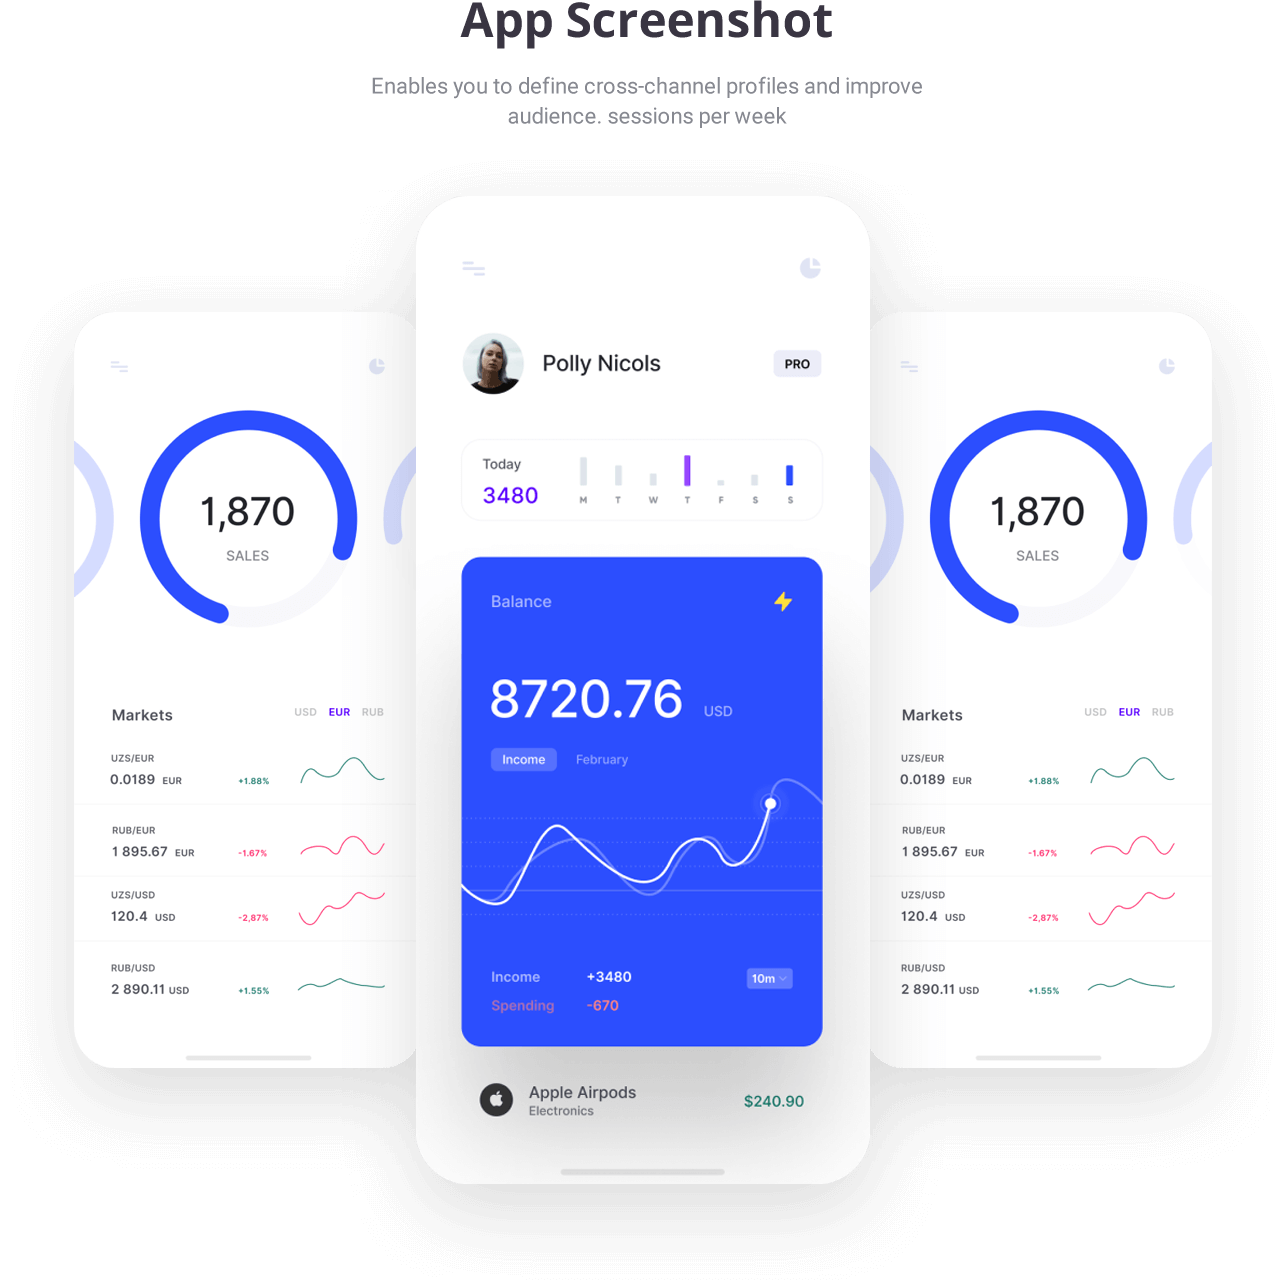 App Screenshot
Enables you to define cross-channel profiles and improve
audience. sessions per week
1,870
SALES
Markets
USD EUR RUB
UZS/EUR
0.0189 EUR +1.88%
RUB/EUR
1 895.67 EUR -1.67%
UZS/USD
120.4 USD -2,87%
RUB/USD
2 890.11 USD +1.55%
Polly Nicols
PRO
Today
3480
M T W T F S S
Balance
8720.76 USD
Income February
Income +3480
10m
Spending -670
Apple Airpods
Electronics
$240.90
1,870
SALES
Markets
USD EUR RUB
UZS/EUR
0.0189 EUR +1.88%
RUB/EUR
1 895.67 EUR -1.67%
UZS/USD
120.4 USD -2,87%
RUB/USD
2 890.11 USD +1.55%